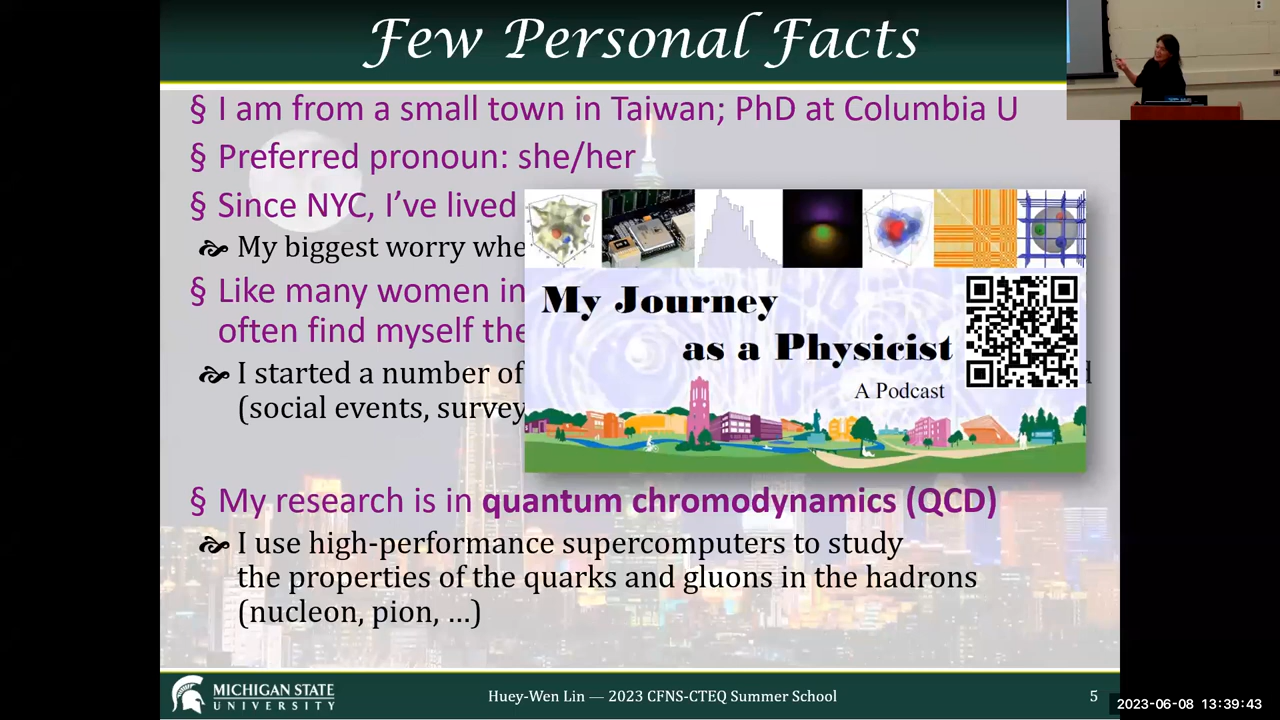 Few Personal Facts
§ I am from a small town in Taiwan; PhD at Columbia U
§ Preferred pronoun: she/her
§ Since NYC, I've lived
My biggest worry whe
§ Like many women in
often find myself the
I started a number of
(social events, survey
My Journey
as a Physicist
A Podcast
§ My research is in quantum chromodynamics (QCD)
I use high-performance supercomputers to study
the properties of the quarks and gluons in the hadrons
(nucleon, pion, ...)
MICHIGAN STATE
UNIVERSITY
Huey-Wen Lin — 2023 CFNS-CTEQ Summer School
5
2023-06-08 13:39:43